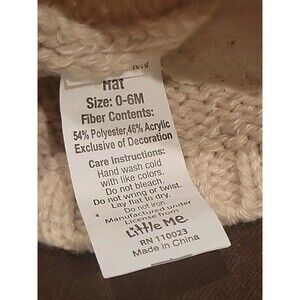 Hat
Size: 0-6M
Fiber Contents:
54% Polyester,46% Acrylic
Exclusive of Decoration
Care Instructions:
Hand wash cold
with like colors.
Do not bleach.
Do not wring or twist.
Lay flat to dry.
Do not iron.
Manufactured under
License from
Little Me
RN 110023
Made in China